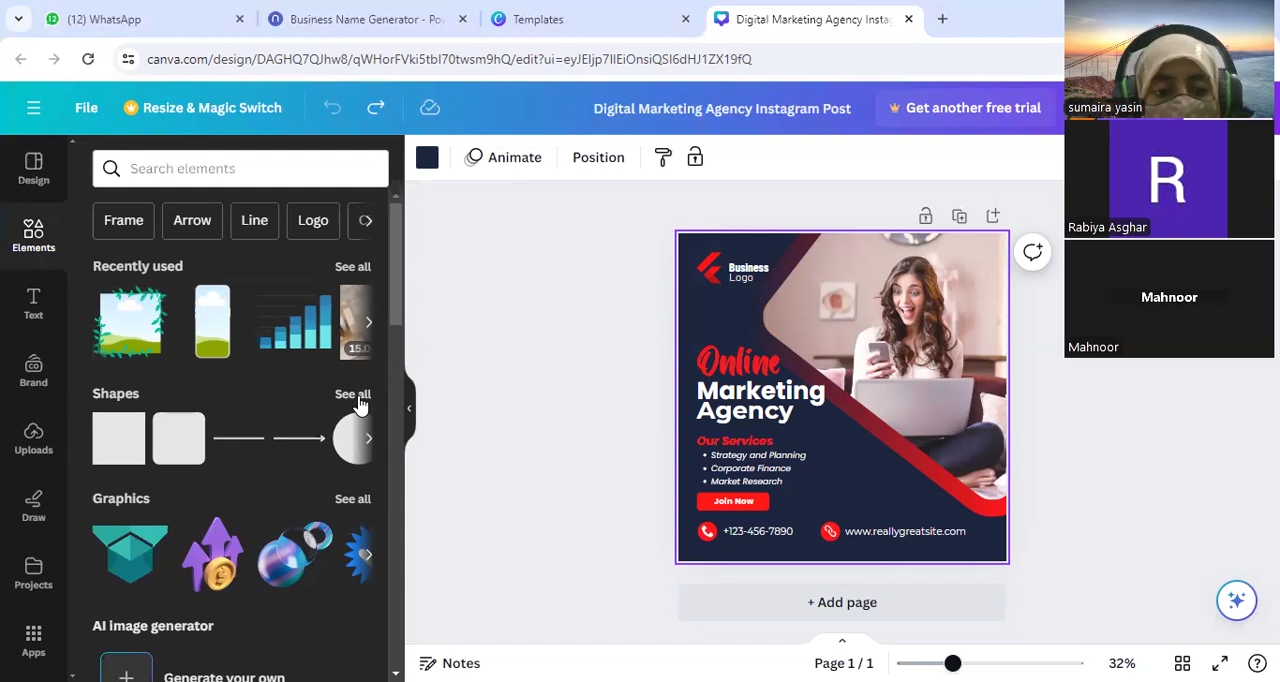 (12) WhatsApp
Business Name Generator - Po
Templates
Digital Marketing Agency Insta
canva.com/design/DAGHQ7QJhw8/qWHorFVki5tbI70twsm9hQ/edit?ui=eyJEIjp7IlEiOnsiQSI6dHJ1ZX19fQ
File
Resize & Magic Switch
Digital Marketing Agency Instagram Post
Get another free trial
sumaira yasin
R
Rabiya Asghar
Mahnoor
Mahnoor
Design
Elements
Text
Brand
Uploads
Draw
Projects
Apps
Search elements
Frame
Arrow
Line
Logo
Recently used
See all
15.0
Shapes
See all
Graphics
See all
AI image generator
Generate your own
Animate
Position
Business
Logo
Online
Marketing
Agency
Our Services
• Strategy and Planning
• Corporate Finance
• Market Research
Join Now
+123-456-7890
www.reallygreatsite.com
+ Add page
Notes
Page 1 / 1
32%